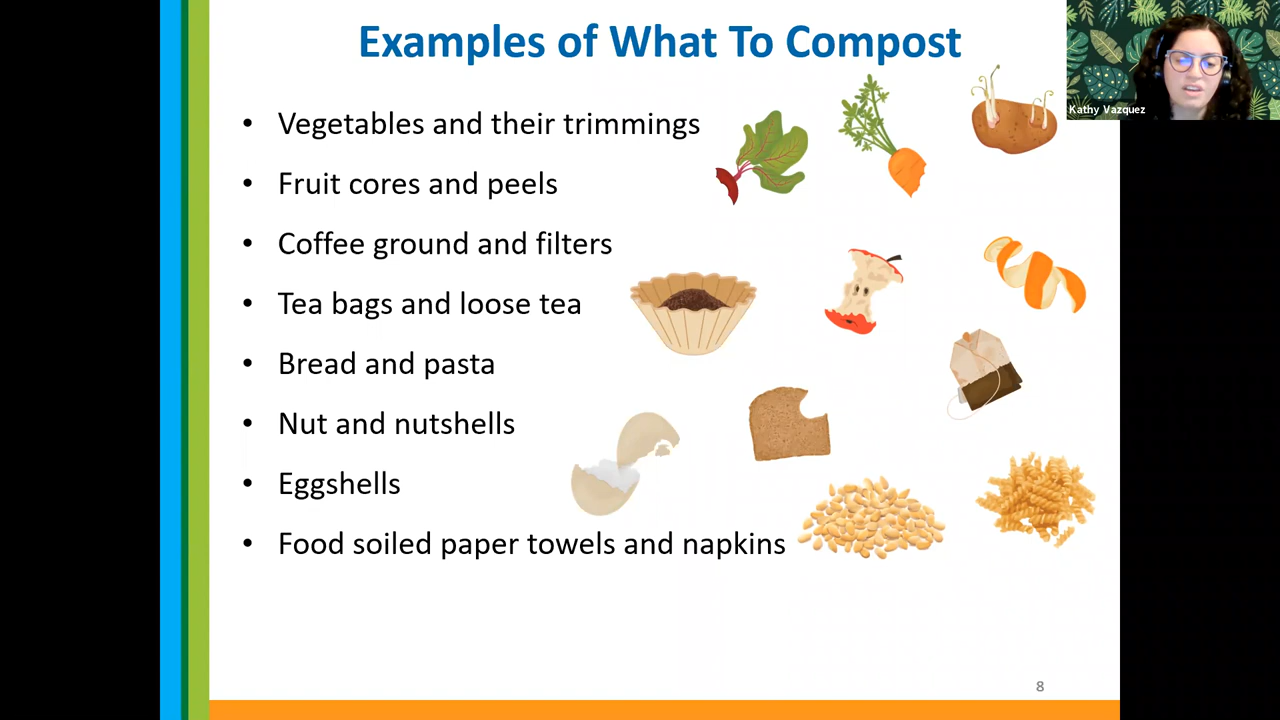 Examples of What To Compost
Kathy Vazquez
• Vegetables and their trimmings
• Fruit cores and peels
• Coffee ground and filters
• Tea bags and loose tea
• Bread and pasta
• Nut and nutshells
• Eggshells
• Food soiled paper towels and napkins
8